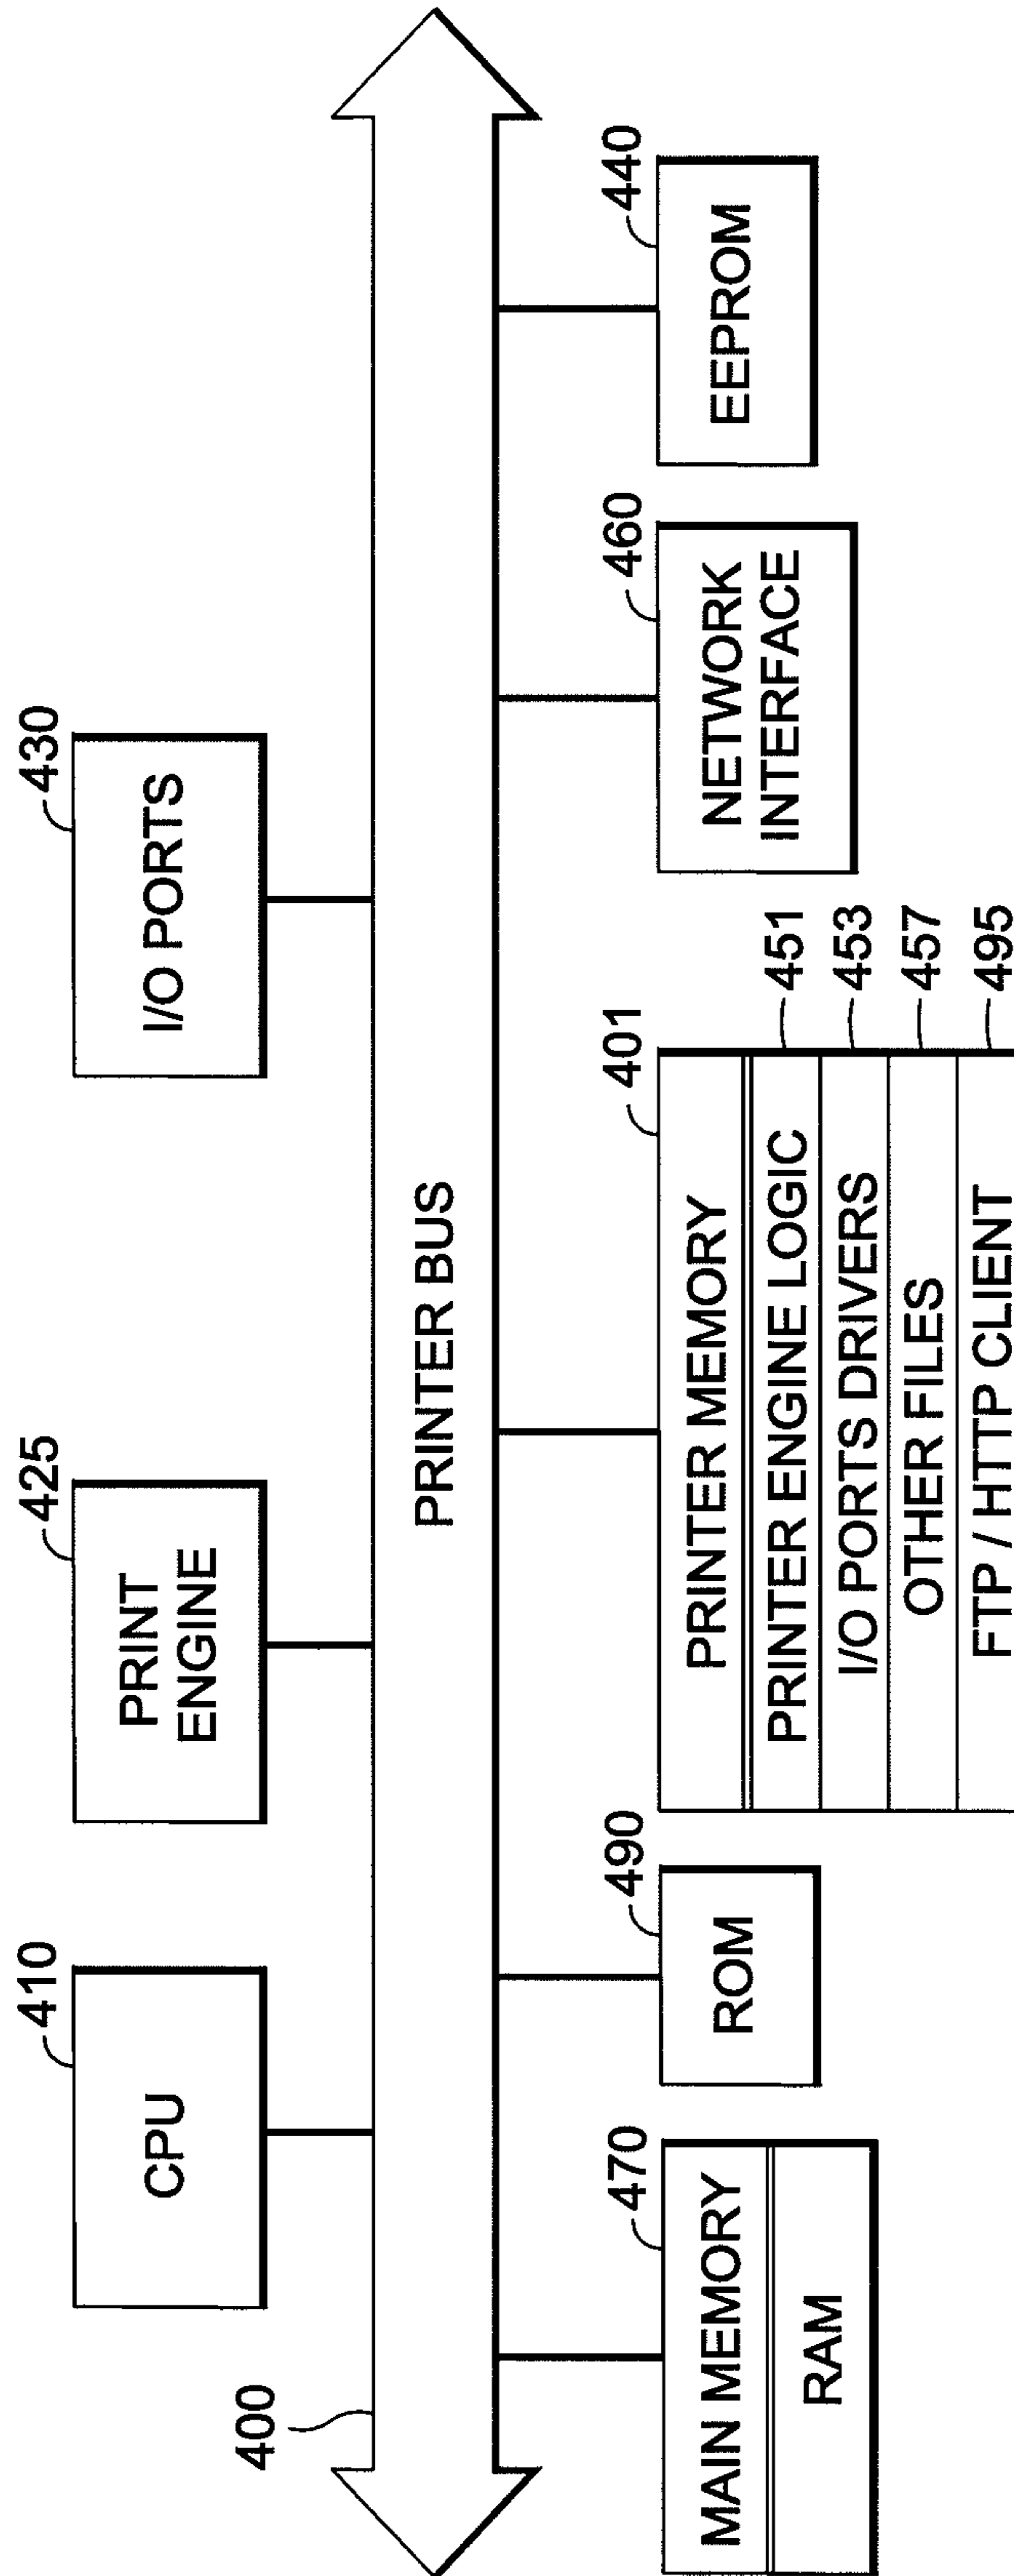 410
CPU
425
PRINT
ENGINE
430
I/O PORTS
400
PRINTER BUS
470
MAIN MEMORY
RAM
490
ROM
401
PRINTER MEMORY
PRINTER ENGINE LOGIC
451
I/O PORTS DRIVERS
453
OTHER FILES
457
FTP / HTTP CLIENT
495
460
NETWORK
INTERFACE
440
EEPROM